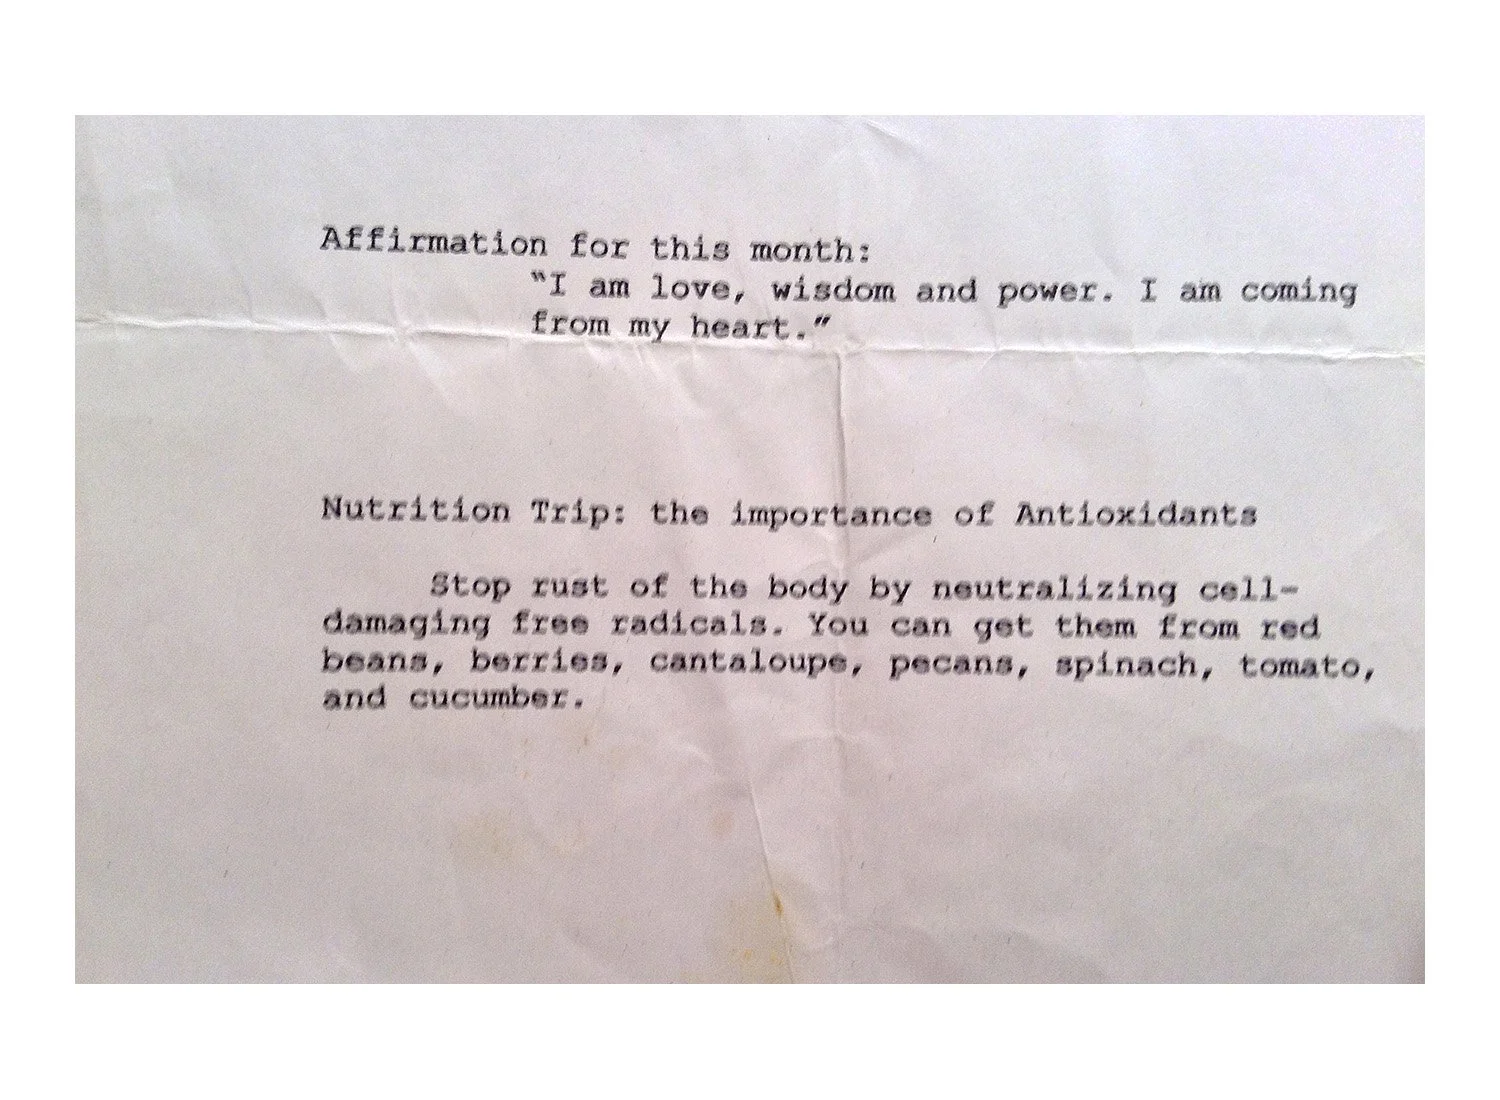 Affirmation for this month:
"I am love, wisdom and power. I am coming
from my heart."
Nutrition Trip: the importance of Antioxidants
Stop rust of the body by neutralizing cell-
damaging free radicals. You can get them from red
beans, berries, cantaloupe, pecans, spinach, tomato,
and cucumber.